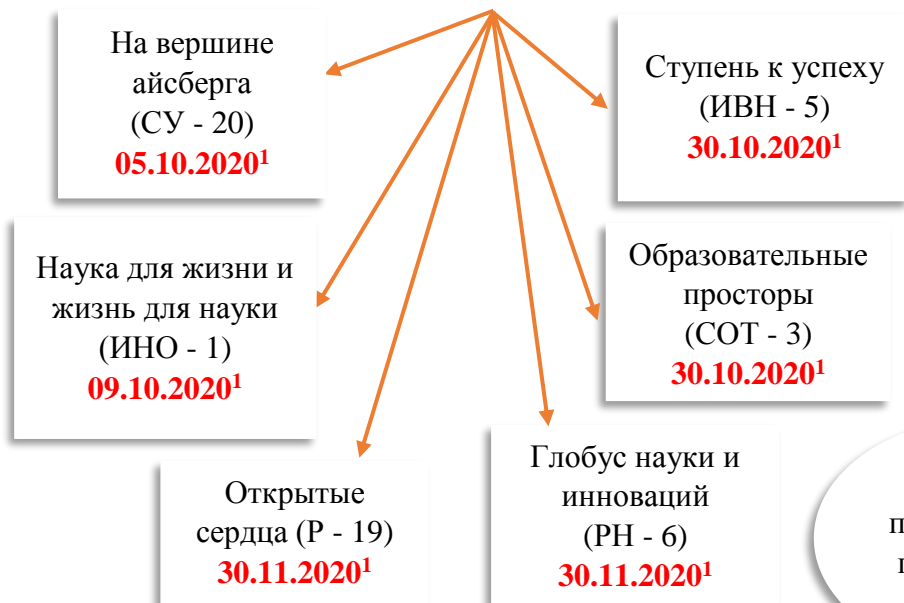 На вершине
айсберга
(СУ - 20)
05.10.2020¹
Ступень к успеху
(ИВН - 5)
30.10.2020¹
Наука для жизни и
жизнь для науки
(ИНО - 1)
09.10.2020¹
Образовательные
просторы
(СОТ - 3)
30.10.2020¹
Открытые
сердца (Р - 19)
30.11.2020¹
Глобус науки и
инноваций
(РН - 6)
30.11.2020¹